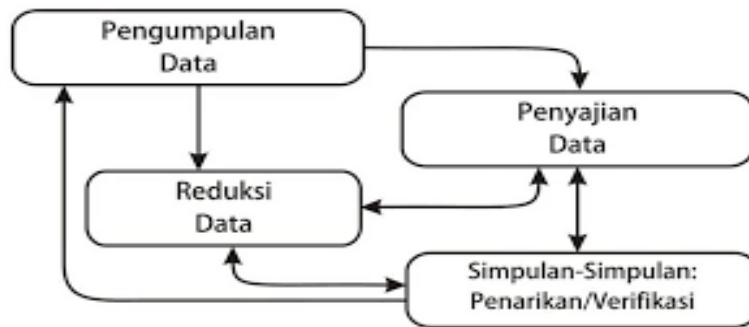 Pengumpulan
Data
Penyajian
Data
Reduksi
Data
Simpulan-Simpulan:
Penarikan/Verifikasi